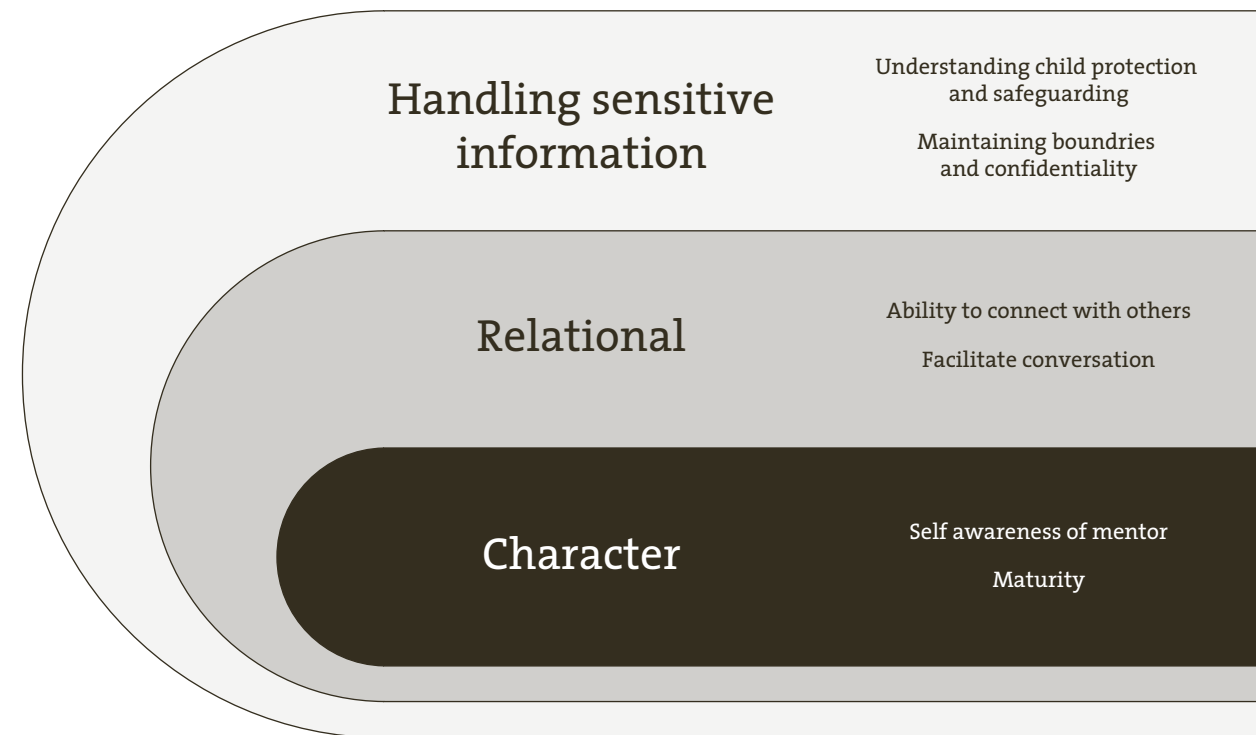 Handling sensitive
information
Understanding child protection
and safeguarding
Maintaining boundries
and confidentiality
Relational
Ability to connect with others
Facilitate conversation
Character
Self awareness of mentor
Maturity